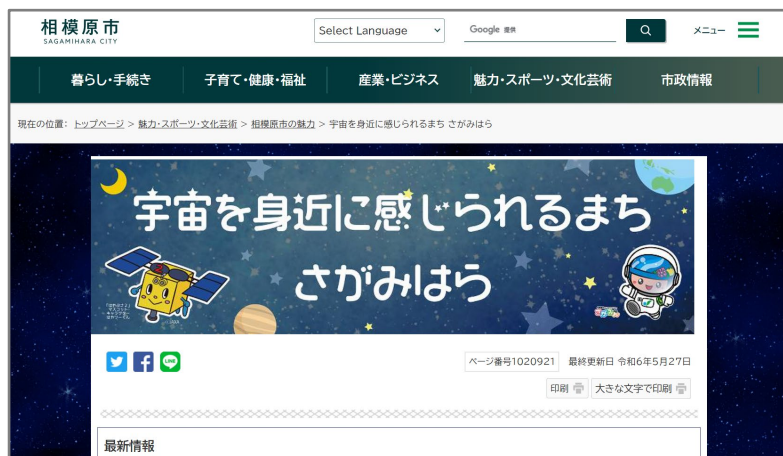 相模原市
SAGAMIHARA CITY
Select Language
Google 提供
メニュー
暮らし・手続き
子育て・健康・福祉
産業・ビジネス
魅力・スポーツ・文化芸術
市政情報
現在の位置： トップページ > 魅力・スポーツ・文化芸術 > 相模原市の魅力 > 宇宙を身近に感じられるまち さがみはら
宇宙を身近に感じられるまち
さがみはら
LINE
ページ番号1020921
最終更新日 令和6年5月27日
印刷
大きな文字で印刷
最新情報